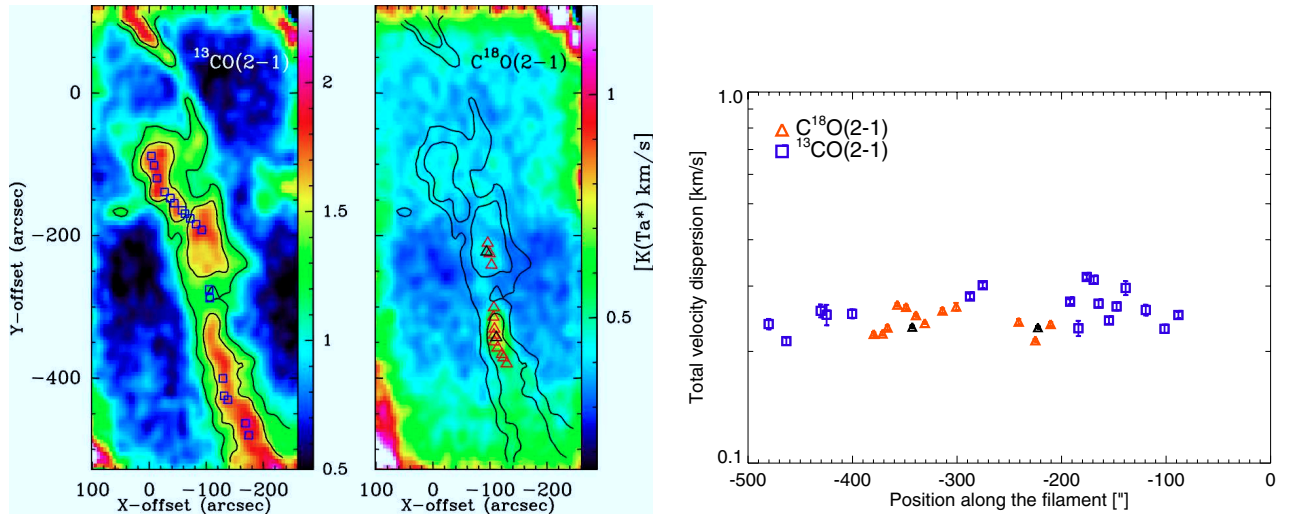 ¹³CO(2-1)
C¹⁸O(2-1)
Y-offset (arcsec)
0
-200
-400
100 0 -100 -200
X-offset (arcsec)
2
1.5
1
0.5
100 0 -100 -200
X-offset (arcsec)
1
0.5
[K(Ta*) km/s]
Total velocity dispersion [km/s]
1.0
0.1
C¹⁸O(2-1)
¹³CO(2-1)
-500 -400 -300 -200 -100 0
Position along the filament ["]